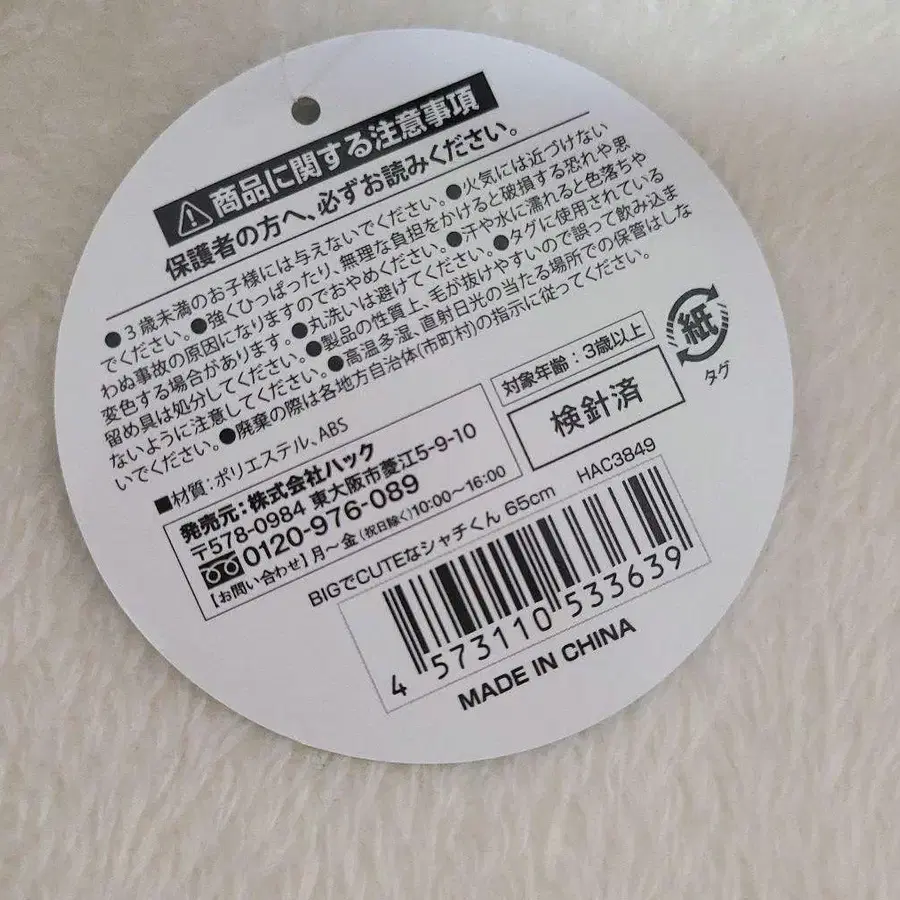 ⚠商品に関する注意事項
保護者の方へ、必ずお読みください。
●3歳未満のお子様には与えないでください。●火気には近づけない
でください。●強くひっぱったり、無理な負担をかけると破損する恐れや思
わぬ事故の原因になりますのでおやめください。●汗や水に濡れると色落ちや
変色する場合があります。●丸洗いは避けてください。●タグに使用されている
留め具は処分してください。●製品の性質上、毛が抜けやすいので誤って飲み込ま
ないように注意してください。●高温多湿、直射日光の当たる場所での保管はしな
いでください。●廃棄の際は各地方自治体(市町村)の指示に従ってください。
紙
タグ
■材質:ポリエステル、ABS
対象年齢:3歳以上
検針済
発売元:株式会社ハック
〒578-0984 東大阪市菱江5-9-10
0120-976-089
【お問い合わせ】月～金(祝日除く)10:00～16:00
BIGでCUTEなシャチくん 65cm HAC3849
4 573110 533639
MADE IN CHINA